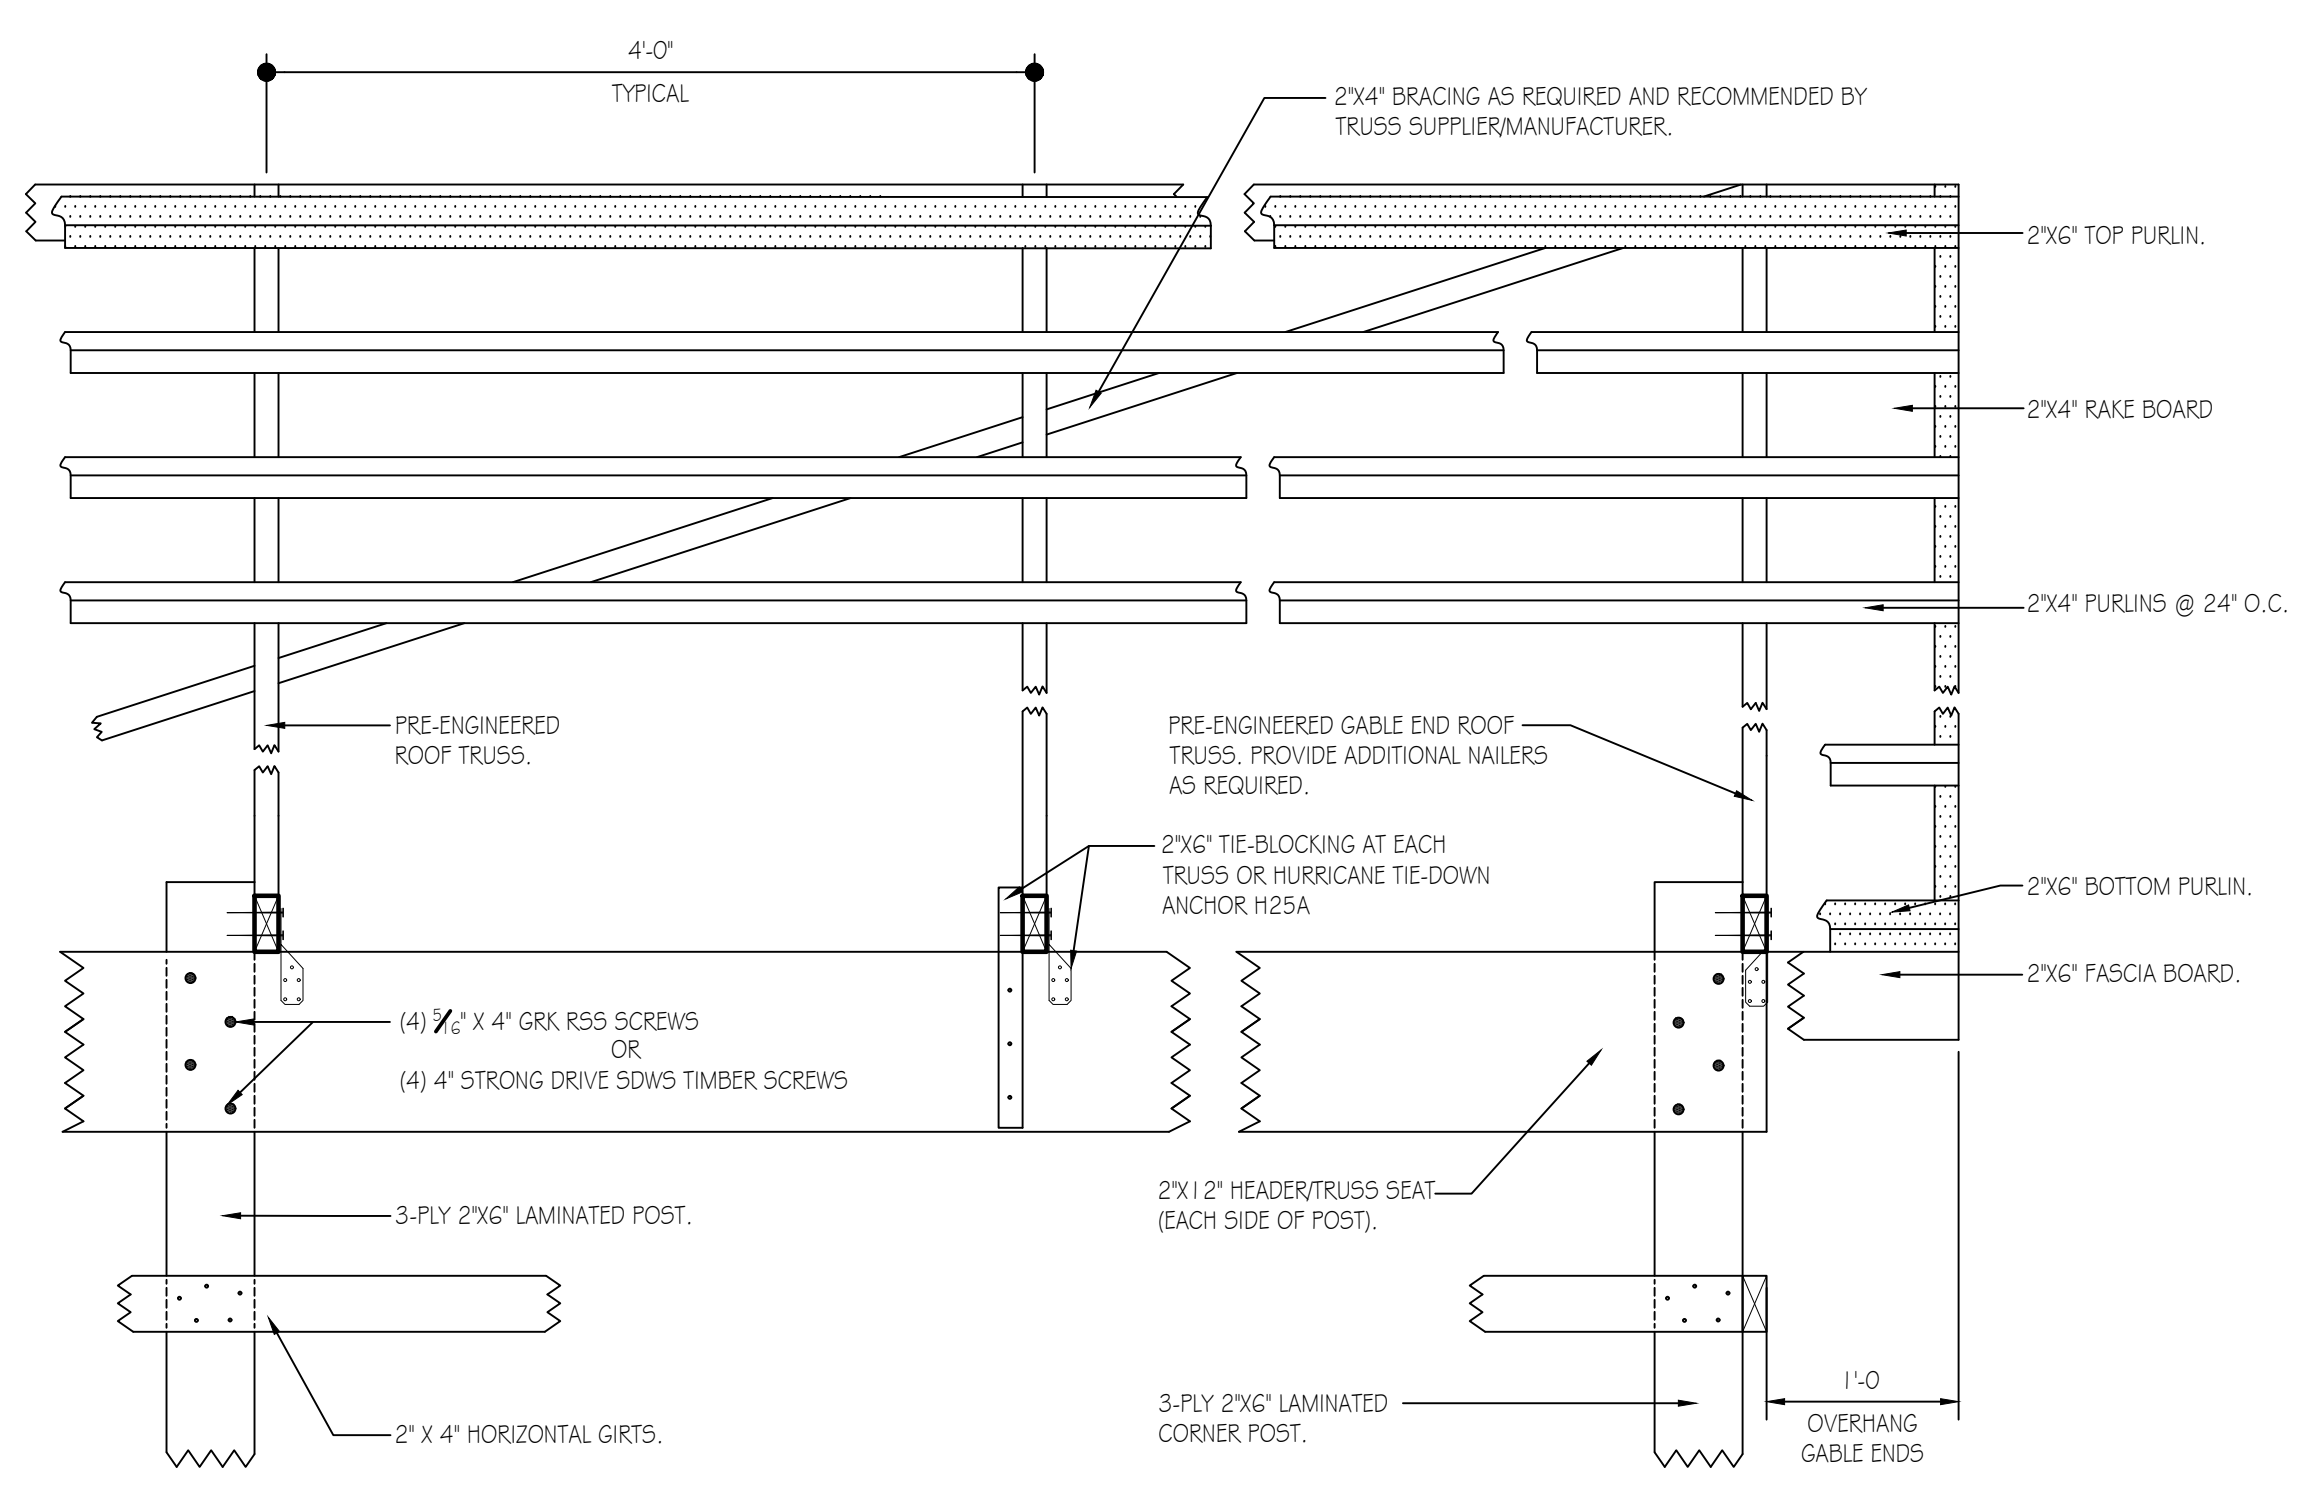 4'-0"
TYPICAL
2"X4" BRACING AS REQUIRED AND RECOMMENDED BY
TRUSS SUPPLIER/MANUFACTURER.
2"X6" TOP PURLIN.
2"X4" RAKE BOARD
2"X4" PURLINS @ 24" O.C.
PRE-ENGINEERED
ROOF TRUSS.
PRE-ENGINEERED GABLE END ROOF
TRUSS. PROVIDE ADDITIONAL NAILERS
AS REQUIRED.
2"X6" TIE-BLOCKING AT EACH
TRUSS OR HURRICANE TIE-DOWN
ANCHOR H25A
2"X6" BOTTOM PURLIN.
2"X6" FASCIA BOARD.
(4) 5/16" X 4" GRK RSS SCREWS
OR
(4) 4" STRONG DRIVE SDWS TIMBER SCREWS
3-PLY 2"X6" LAMINATED POST.
2"X12" HEADER/TRUSS SEAT
(EACH SIDE OF POST).
2" X 4" HORIZONTAL GIRTS.
3-PLY 2"X6" LAMINATED
CORNER POST.
1'-0
OVERHANG
GABLE ENDS